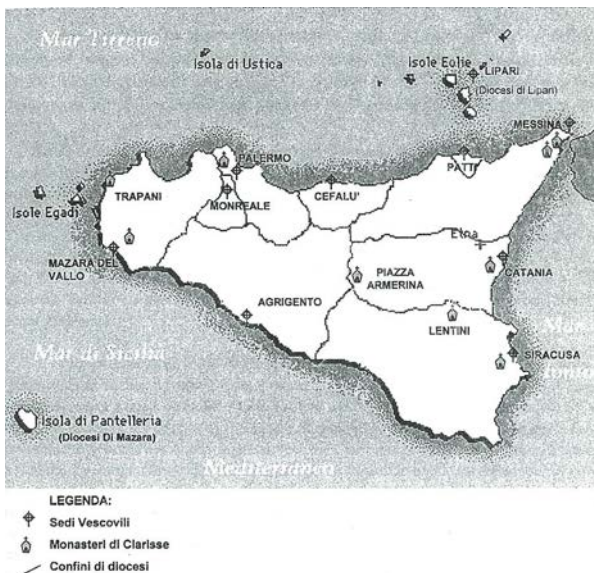 Mar Tirreno
Isola di Ustica
Isole Eolie
LIPARI
(Diocesi di Lipari)
MESSINA
PALERMO
PATTI
TRAPANI
MONREALE
CEFALU'
Isole Egadi
Etna
MAZARA DEL
VALLO
PIAZZA
ARMERINA
CATANIA
AGRIGENTO
LENTINI
Mar
Ionio
Mar di Sicilia
SIRACUSA
Isola di Pantelleria
(Diocesi Di Mazara)
Mediterraneo
LEGENDA:
Sedi Vescovili
Monasteri di Clarisse
Confini di diocesi